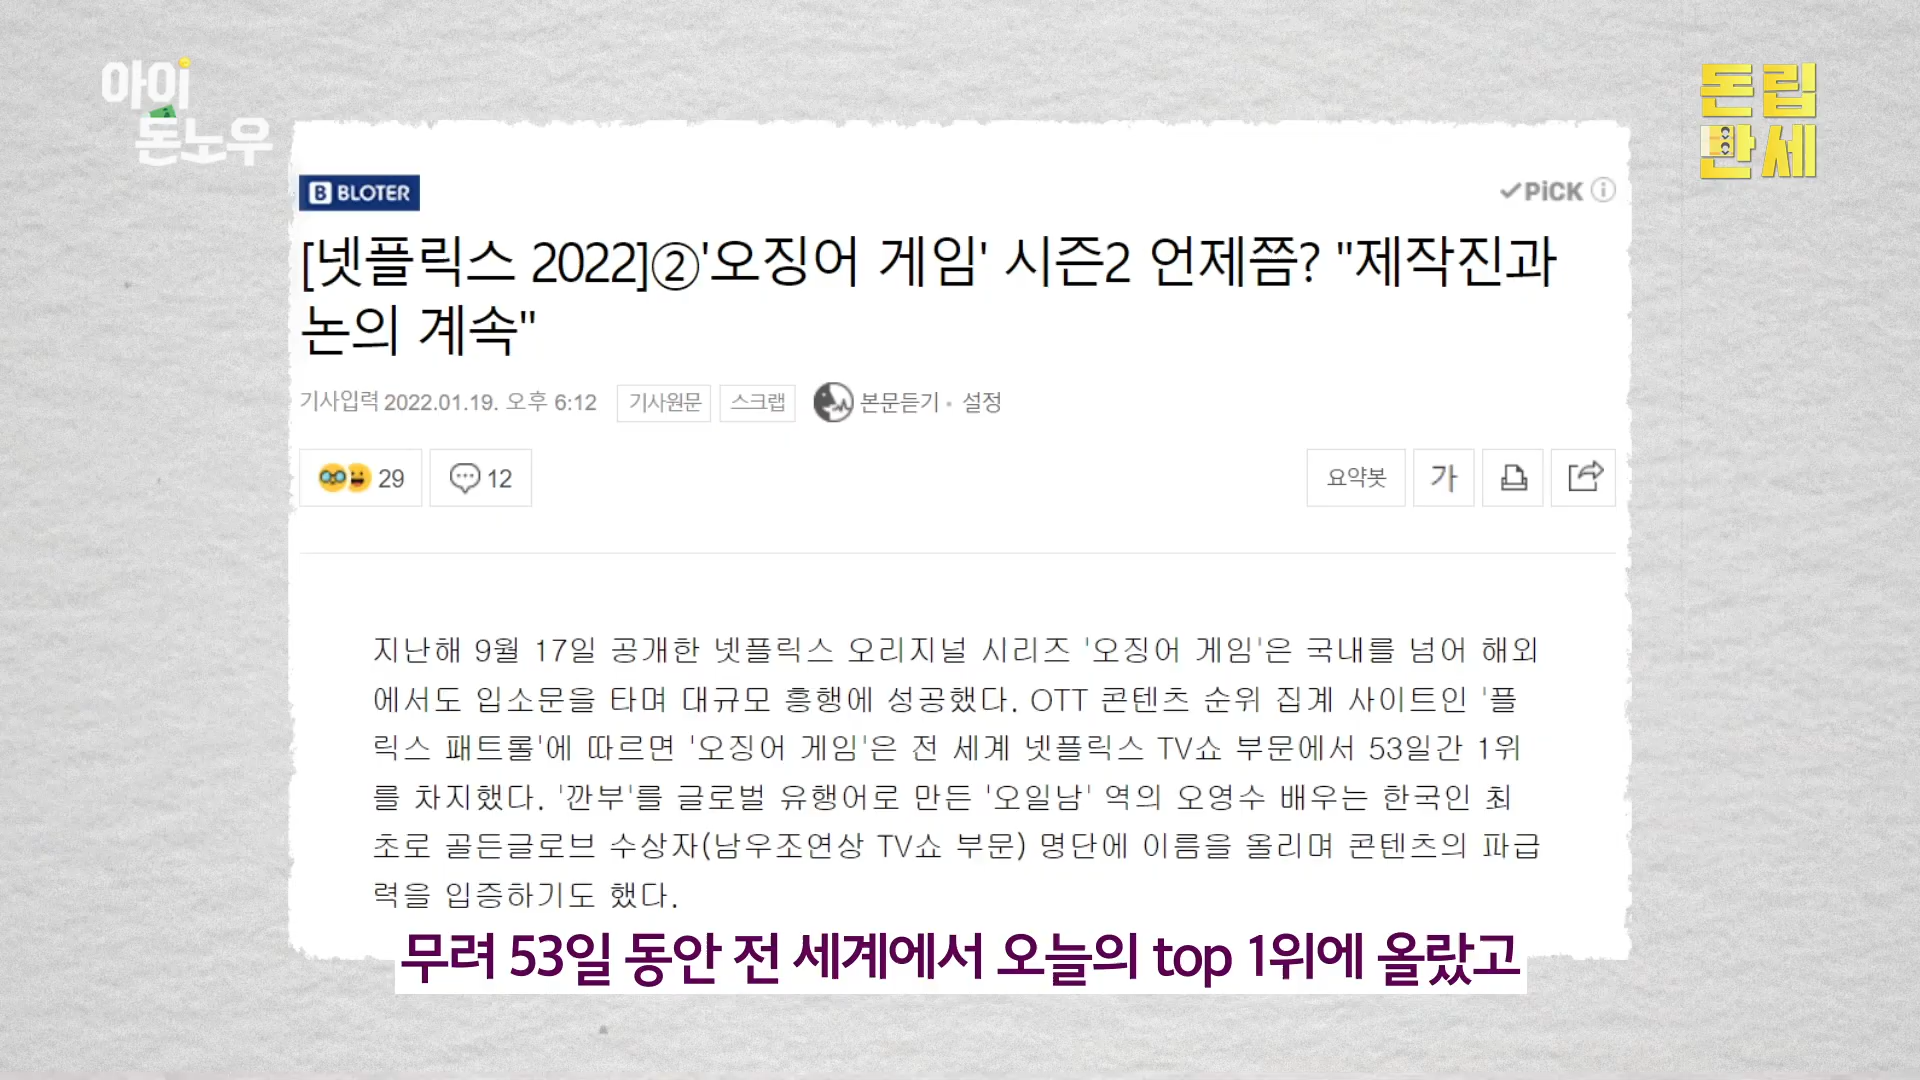 아이
돈노우
돈립
만세
B BLOTER
PiCK
[넷플릭스 2022]②'오징어 게임' 시즌2 언제쯤? "제작진과
논의 계속"
기사입력 2022.01.19. 오후 6:12 기사원문 스크랩 본문듣기 · 설정
29 12 요약봇 가
지난해 9월 17일 공개한 넷플릭스 오리지널 시리즈 '오징어 게임'은 국내를 넘어 해외
에서도 입소문을 타며 대규모 흥행에 성공했다. OTT 콘텐츠 순위 집계 사이트인 '플
릭스 패트롤'에 따르면 '오징어 게임'은 전 세계 넷플릭스 TV쇼 부문에서 53일간 1위
를 차지했다. '깐부'를 글로벌 유행어로 만든 '오일남' 역의 오영수 배우는 한국인 최
초로 골든글로브 수상자(남우조연상 TV쇼 부문) 명단에 이름을 올리며 콘텐츠의 파급
력을 입증하기도 했다.
무려 53일 동안 전 세계에서 오늘의 top 1위에 올랐고